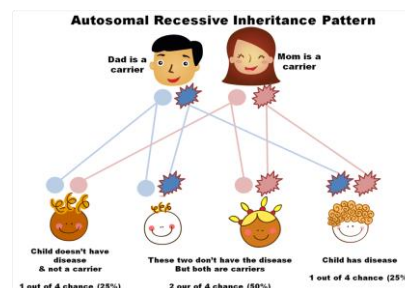 Autosomal Recessive Inheritance Pattern
Dad is a
carrier
Mom is a
carrier
Child doesn't have
disease
& not a carrier
1 out of 4 chance (25%)
These two don't have the disease
But both are carriers
2 our of 4 chance (50%)
Child has disease
1 out of 4 chance (25%)